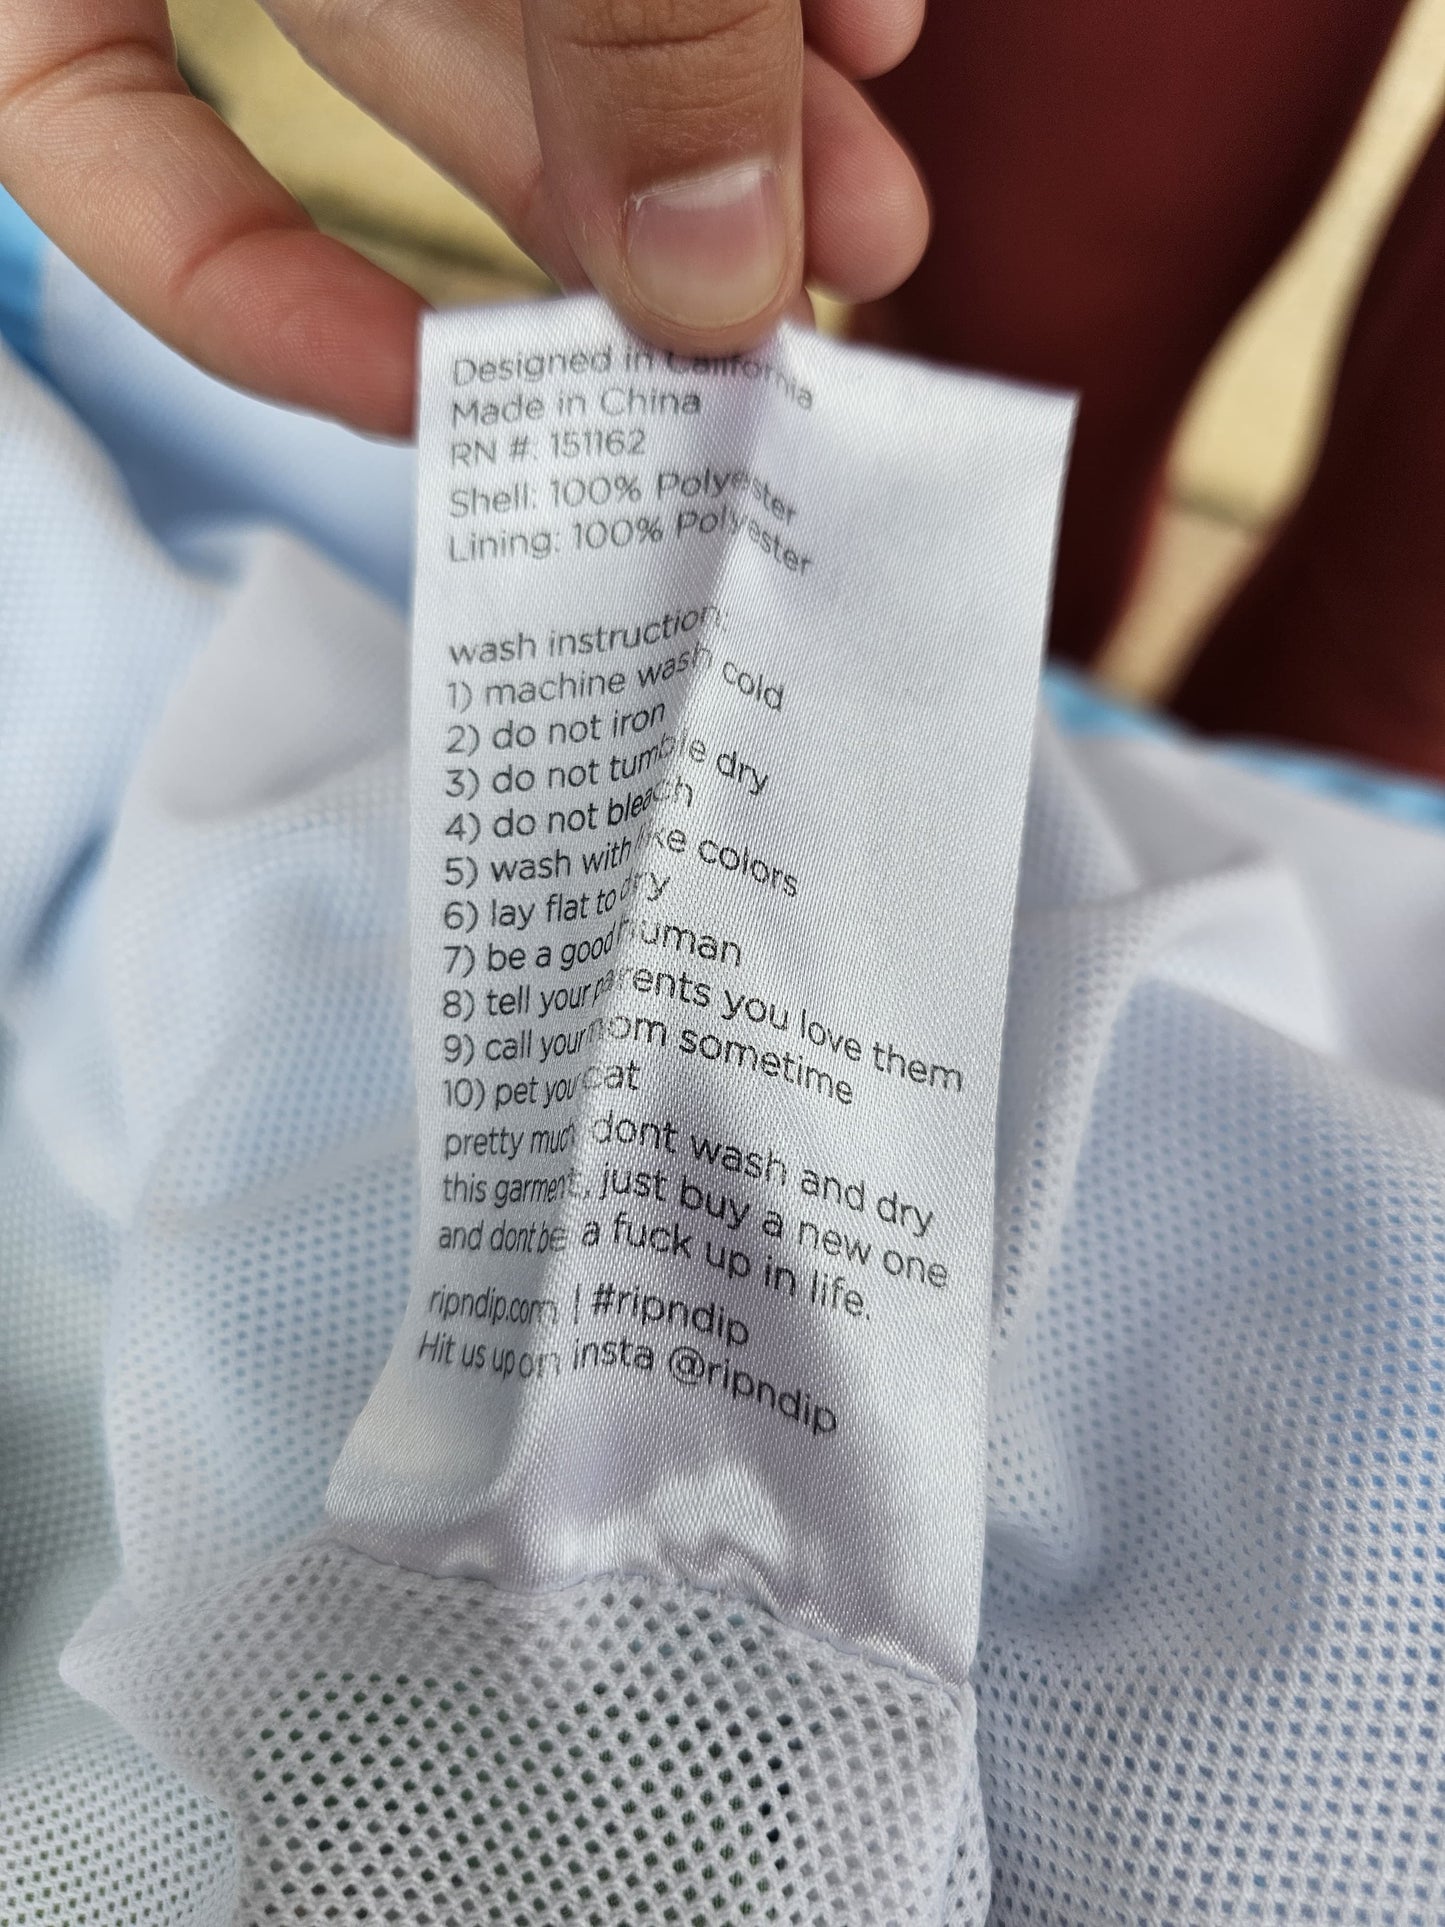 Designed in California
Made in China
RN #: 151162
Shell: 100% Polyester
Lining: 100% Polyester
wash instruction:
1) machine wash cold
2) do not iron
3) do not tumble dry
4) do not bleach
5) wash with like colors
6) lay flat to dry
7) be a good human
8) tell your parents you love them
9) call your mom sometime
10) pet your cat
pretty much dont wash and dry
this garment, just buy a new one
and dont be a fuck up in life.
ripndip.com | #ripndip
Hit us up on insta @ripndip